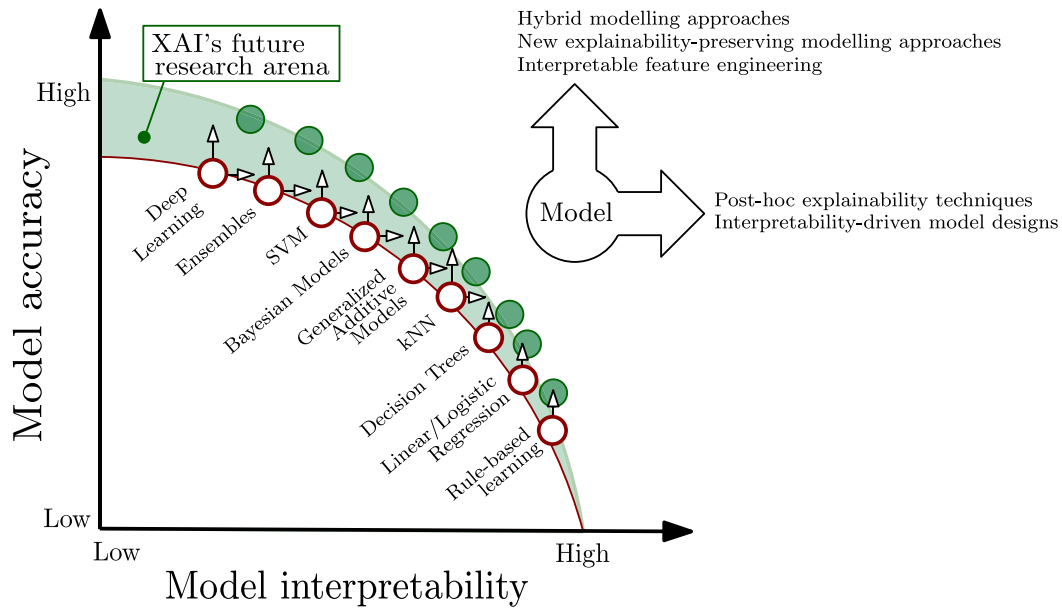 Hybrid modelling approaches
New explainability-preserving modelling approaches
Interpretable feature engineering
XAI's future
research arena
High
Model
Post-hoc explainability techniques
Interpretability-driven model designs
Model accuracy
Deep
Learning
Ensembles
SVM
Bayesian Models
Generalized
Additive
Models
kNN
Decision Trees
Linear/Logistic
Regression
Rule-based
learning
Low
Low
High
Model interpretability